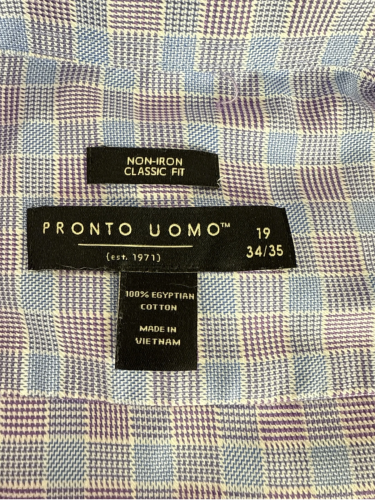 NON-IRON
CLASSIC FIT
PRONTO UOMO™ 19
(est. 1971) 34/35
100% EGYPTIAN
COTTON
MADE IN
VIETNAM